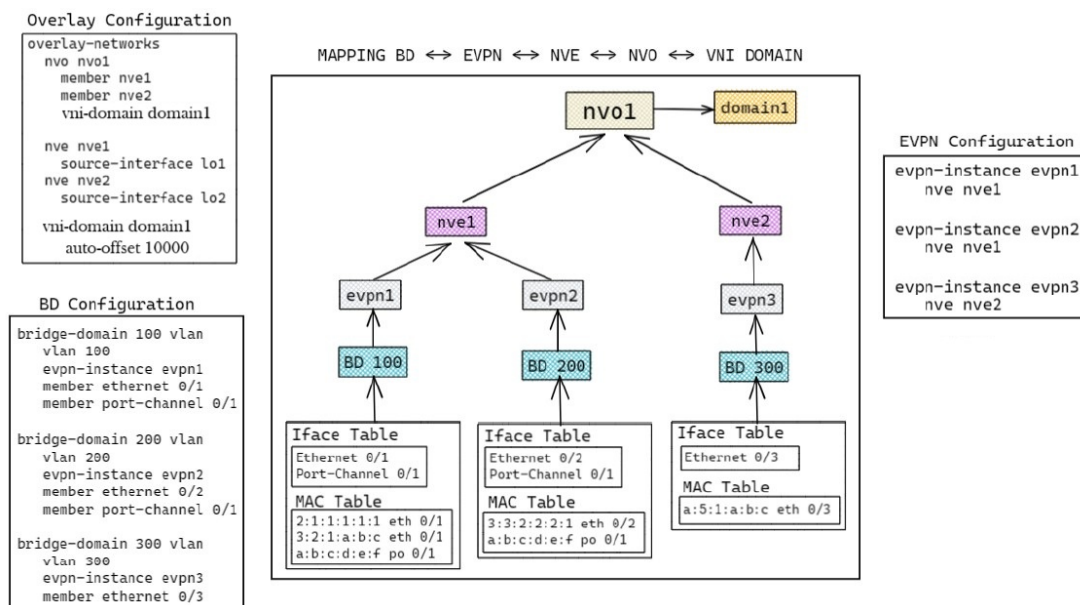 Overlay Configuration
overlay-networks
nvo nvo1
member nve1
member nve2
vni-domain domain1
nve nve1
source-interface lo1
nve nve2
source-interface lo2
vni-domain domain1
auto-offset 10000
BD Configuration
bridge-domain 100 vlan
vlan 100
evpn-instance evpn1
member ethernet 0/1
member port-channel 0/1
bridge-domain 200 vlan
vlan 200
evpn-instance evpn2
member ethernet 0/2
member port-channel 0/1
bridge-domain 300 vlan
vlan 300
evpn-instance evpn3
member ethernet 0/3
MAPPING BD ↔ EVPN ↔ NVE ↔ NVO ↔ VNI DOMAIN
nvo1
domain1
nve1
nve2
evpn1
evpn2
evpn3
BD 100
BD 200
BD 300
Iface Table
Ethernet 0/1
Port-Channel 0/1
MAC Table
2:1:1:1:1:1 eth 0/1
3:2:1:a:b:c eth 0/1
a:b:c:d:e:f po 0/1
Iface Table
Ethernet 0/2
Port-Channel 0/1
MAC Table
3:3:2:2:2:1 eth 0/2
a:b:c:d:e:f po 0/1
Iface Table
Ethernet 0/3
MAC Table
a:5:1:a:b:c eth 0/3
EVPN Configuration
evpn-instance evpn1
nve nve1
evpn-instance evpn2
nve nve1
evpn-instance evpn3
nve nve2